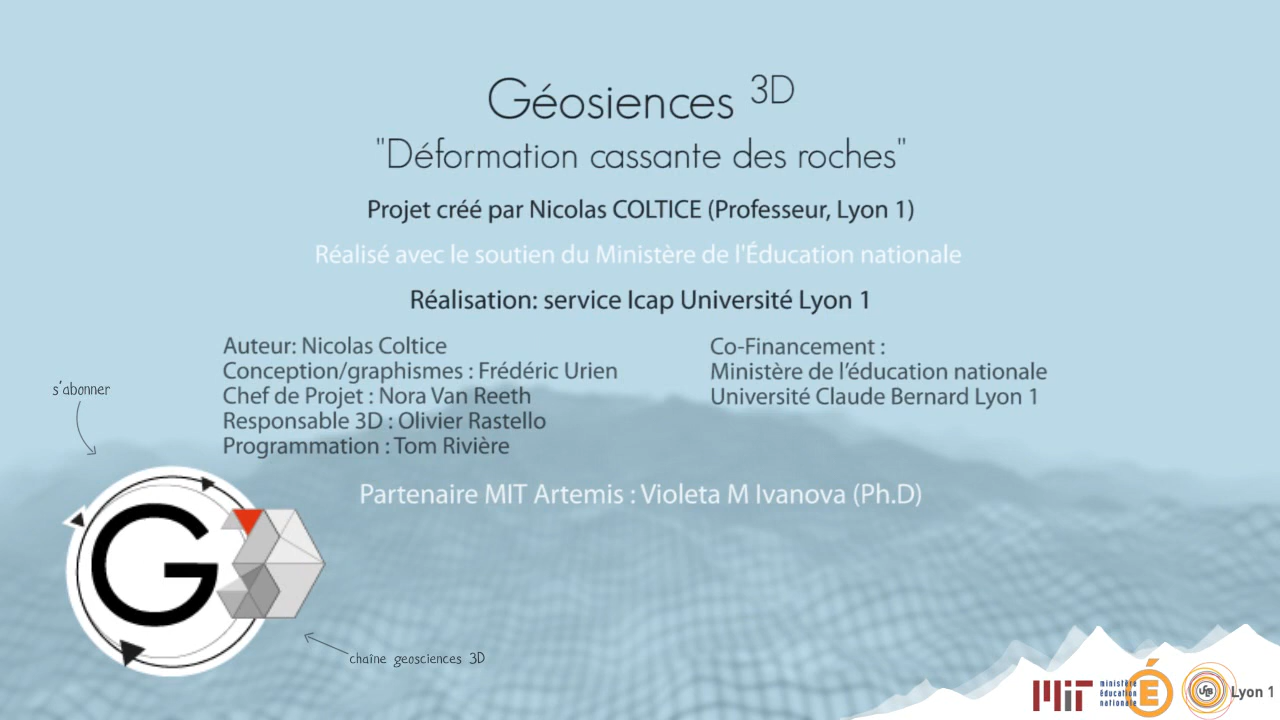 Géosiences 3D
"Déformation cassante des roches"
Projet créé par Nicolas COLTICE (Professeur, Lyon 1)
Réalisé avec le soutien du Ministère de l'Éducation nationale
Réalisation: service Icap Université Lyon 1
Auteur: Nicolas Coltice
Conception/graphismes : Frédéric Urien
Chef de Projet : Nora Van Reeth
Responsable 3D : Olivier Rastello
Programmation : Tom Rivière
Co-Financement :
Ministère de l’éducation nationale
Université Claude Bernard Lyon 1
s'abonner
Partenaire MIT Artemis : Violeta M Ivanova (Ph.D)
G
chaîne geosciences 3D
MIT
ministère
éducation
nationale
É
UCB
Lyon 1